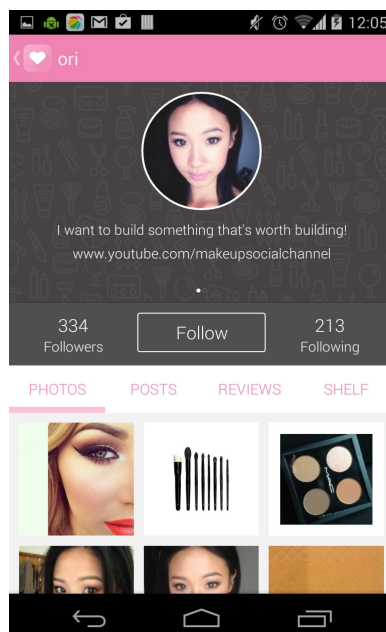 12:05
ori
I want to build something that's worth building!
www.youtube.com/makeupsocialchannel
334
Followers
Follow
213
Following
PHOTOS
POSTS
REVIEWS
SHELF
MAC